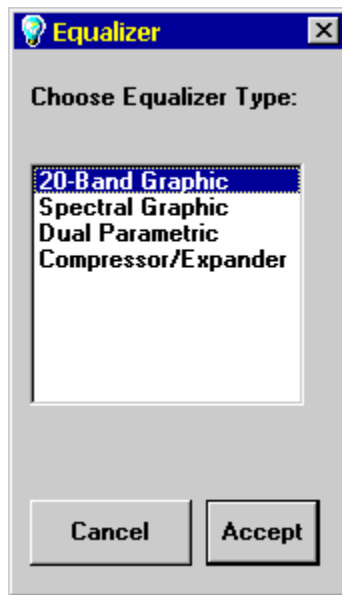 Equalizer
Choose Equalizer Type:
20-Band Graphic
Spectral Graphic
Dual Parametric
Compressor/Expander
Cancel Accept